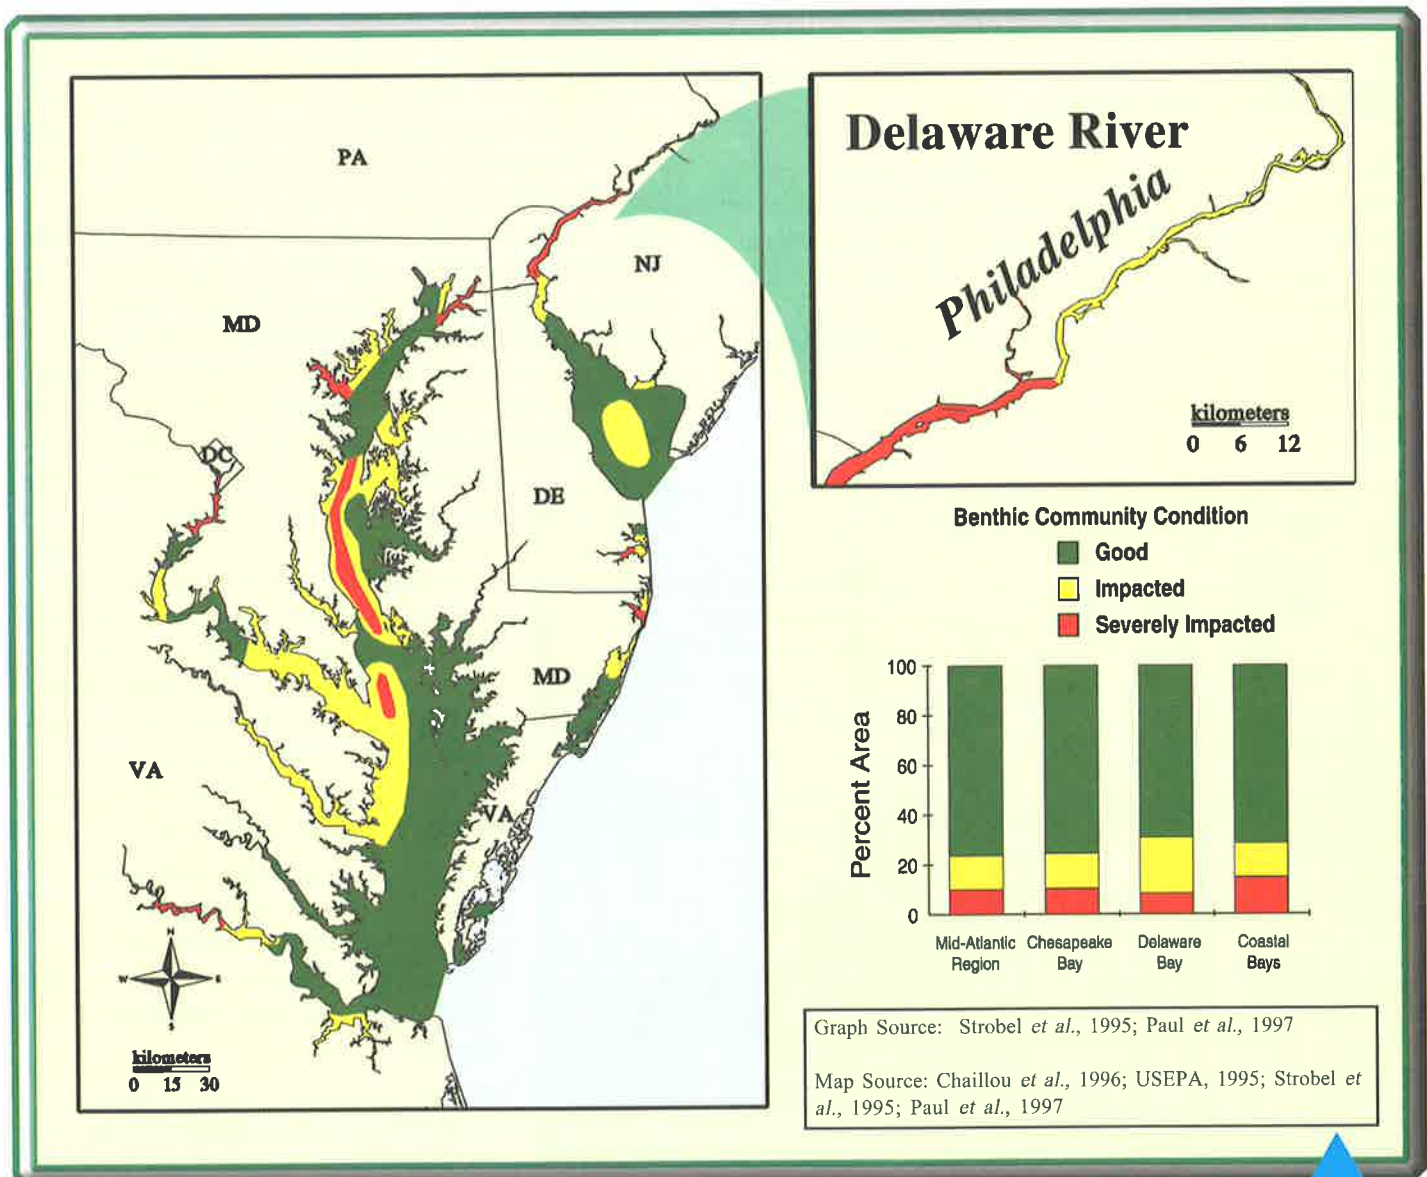 PA
MD
NJ
DC
DE
MD
VA
VA
N
W E
S
kilometers
0 15 30
Delaware River
Philadelphia
kilometers
0 6 12
Benthic Community Condition
Good
Impacted
Severely Impacted
Percent Area
100
80
60
40
20
0
Mid-Atlantic Region
Chesapeake Bay
Delaware Bay
Coastal Bays
Graph Source: Strobel et al., 1995; Paul et al., 1997
Map Source: Chaillou et al., 1996; USEPA, 1995; Strobel et
al., 1995; Paul et al., 1997